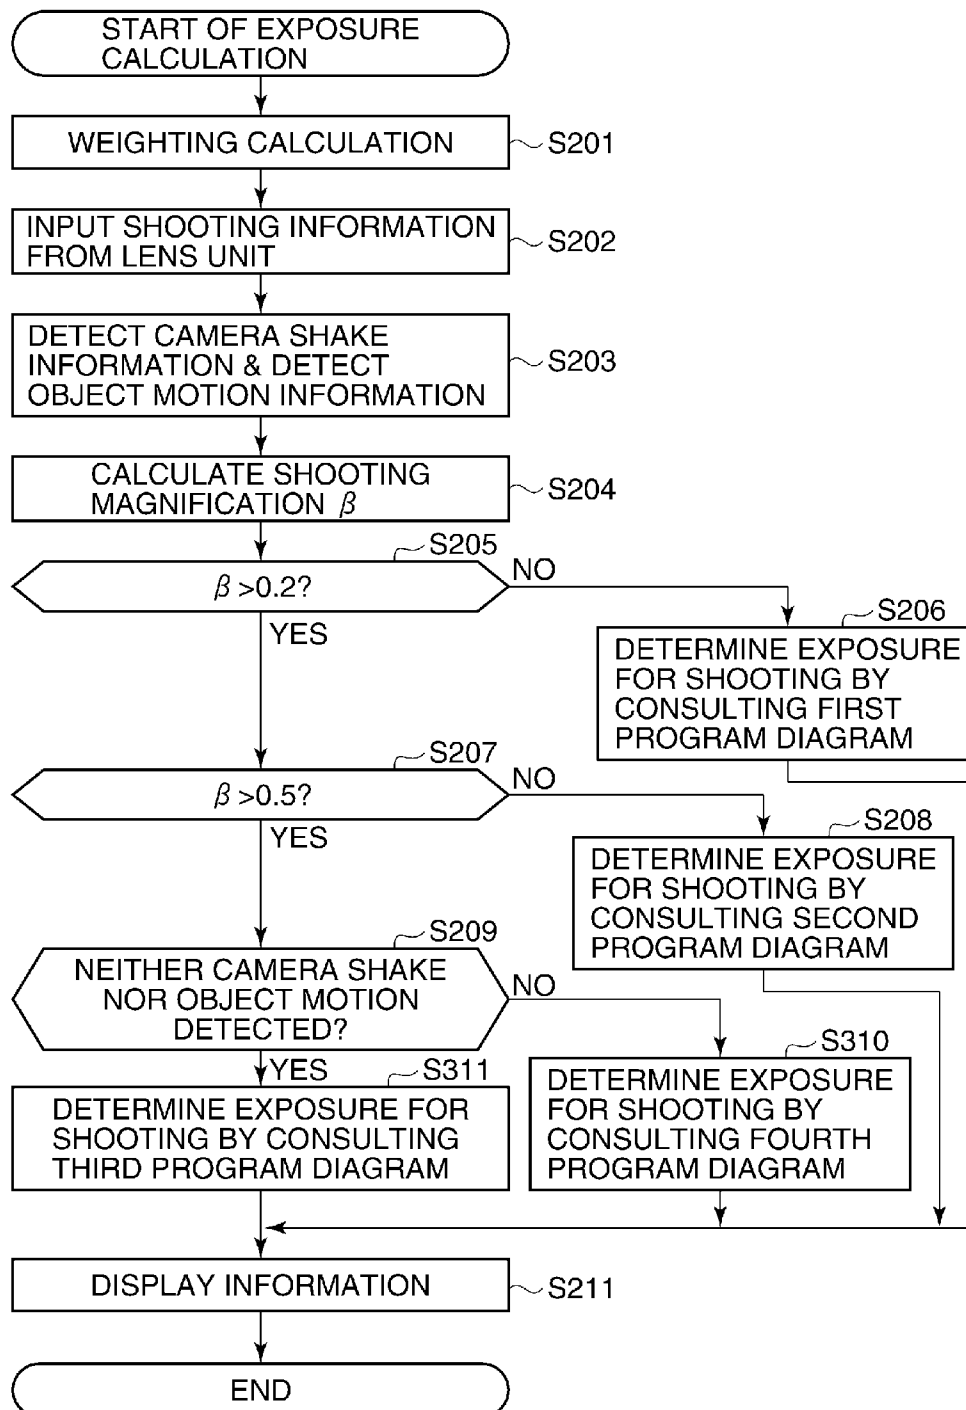 START OF EXPOSURE
CALCULATION
WEIGHTING CALCULATION
S201
INPUT SHOOTING INFORMATION
FROM LENS UNIT
S202
DETECT CAMERA SHAKE
INFORMATION & DETECT
OBJECT MOTION INFORMATION
S203
CALCULATE SHOOTING
MAGNIFICATION β
S204
S205
β >0.2?
NO
YES
S206
DETERMINE EXPOSURE
FOR SHOOTING BY
CONSULTING FIRST
PROGRAM DIAGRAM
S207
β >0.5?
NO
YES
S208
DETERMINE EXPOSURE
FOR SHOOTING BY
CONSULTING SECOND
PROGRAM DIAGRAM
S209
NEITHER CAMERA SHAKE
NOR OBJECT MOTION
DETECTED?
NO
YES
S310
DETERMINE EXPOSURE
FOR SHOOTING BY
CONSULTING FOURTH
PROGRAM DIAGRAM
S311
DETERMINE EXPOSURE FOR
SHOOTING BY CONSULTING
THIRD PROGRAM DIAGRAM
DISPLAY INFORMATION
S211
END